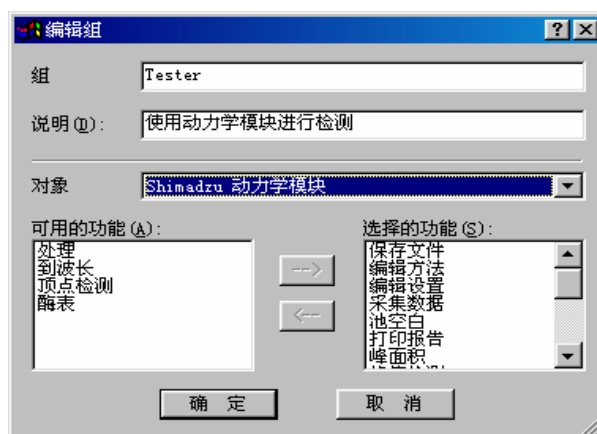 编辑组
组
Tester
说明(D):
使用动力学模块进行检测
对象
Shimadzu 动力学模块
可用的功能(A):
处理
到波长
顶点检测
酶表
-->
<--
选择的功能(S):
保存文件
编辑方法
编辑设置
采集数据
池空白
打印报告
峰面积
确 定
取 消